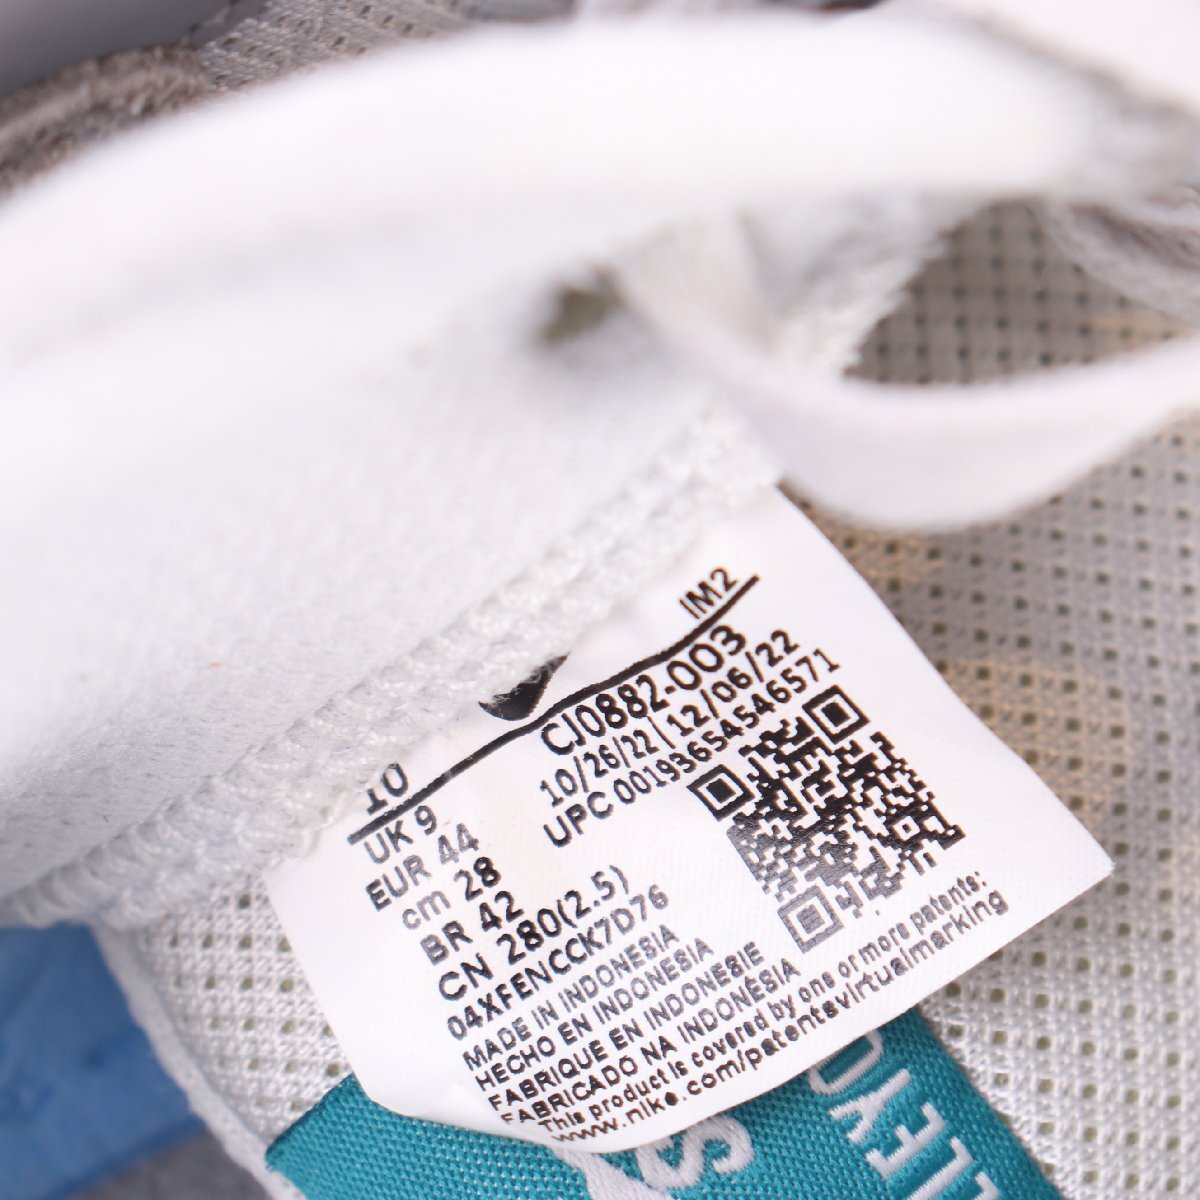 IM2
10
CJ0882-003
UK 9
10/26/22 | 12/06/22
EUR 44
UPC 00193654546571
cm 28
BR 42
CN 280(2.5)
04XFENCCK7D76
MADE IN INDONESIA
HECHO EN INDONESIA
FABRIQUE EN INDONESIE
FABRICADO NA INDONÉSIA
This product is covered by one or more patents:
www.nike.com/patentsvirtualmarking